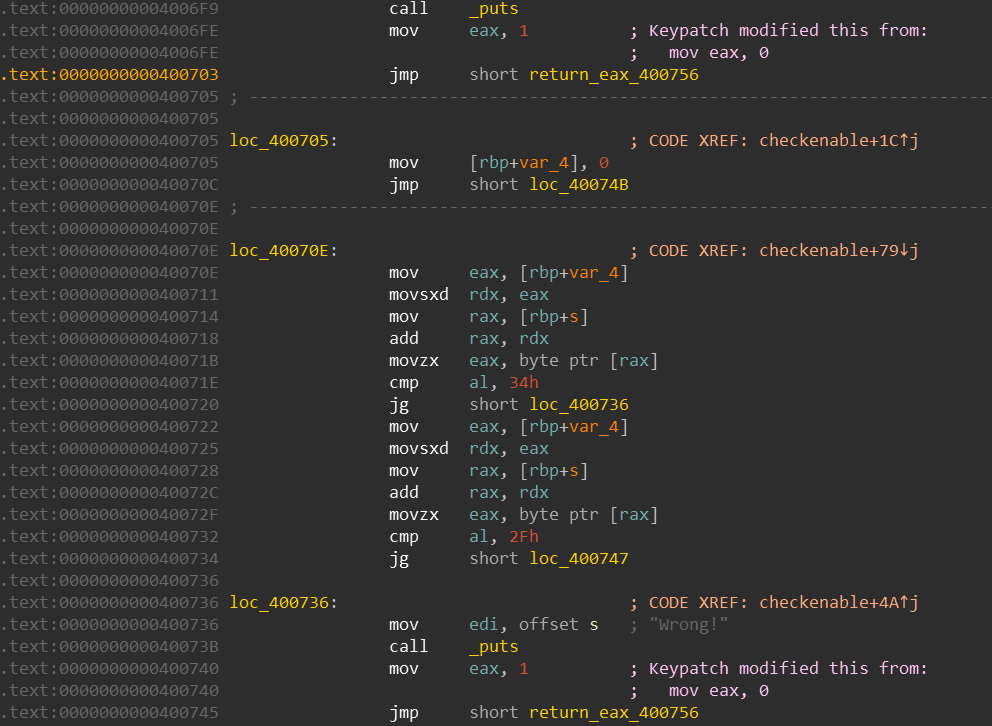 .text:00000000004006F9 call _puts
.text:00000000004006FE mov eax, 1 ; Keypatch modified this from:
.text:00000000004006FE ; mov eax, 0
.text:0000000000400703 jmp short return_eax_400756
.text:0000000000400705 ; ---------------------------------------------------------------------------
.text:0000000000400705
.text:0000000000400705 loc_400705: ; CODE XREF: checkenable+1C↑j
.text:0000000000400705 mov [rbp+var_4], 0
.text:000000000040070C jmp short loc_40074B
.text:000000000040070E ; ---------------------------------------------------------------------------
.text:000000000040070E
.text:000000000040070E loc_40070E: ; CODE XREF: checkenable+79↓j
.text:000000000040070E mov eax, [rbp+var_4]
.text:0000000000400711 movsxd rdx, eax
.text:0000000000400714 mov rax, [rbp+s]
.text:0000000000400718 add rax, rdx
.text:000000000040071B movzx eax, byte ptr [rax]
.text:000000000040071E cmp al, 34h
.text:0000000000400720 jg short loc_400736
.text:0000000000400722 mov eax, [rbp+var_4]
.text:0000000000400725 movsxd rdx, eax
.text:0000000000400728 mov rax, [rbp+s]
.text:000000000040072C add rax, rdx
.text:000000000040072F movzx eax, byte ptr [rax]
.text:0000000000400732 cmp al, 2Fh
.text:0000000000400734 jg short loc_400747
.text:0000000000400736
.text:0000000000400736 loc_400736: ; CODE XREF: checkenable+4A↑j
.text:0000000000400736 mov edi, offset s ; "Wrong!"
.text:000000000040073B call _puts
.text:0000000000400740 mov eax, 1 ; Keypatch modified this from:
.text:0000000000400740 ; mov eax, 0
.text:0000000000400745 jmp short return_eax_400756